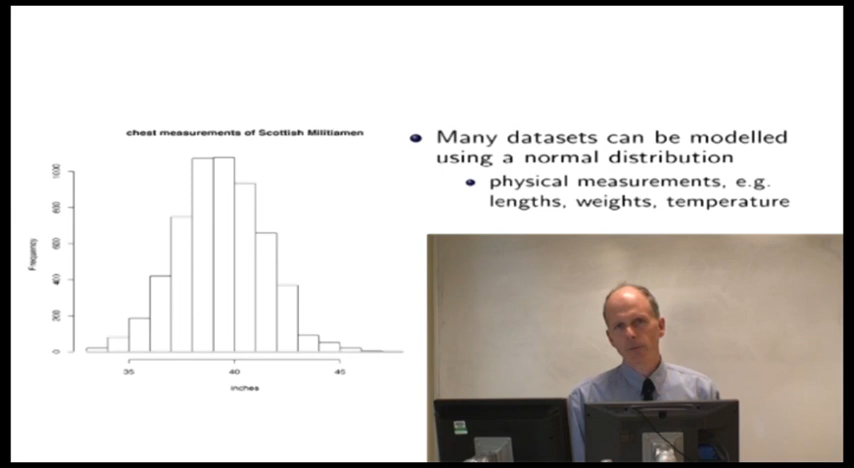 chest measurements of Scottish Militiamen
Many datasets can be modelled
using a normal distribution
physical measurements, e.g.
lengths, weights, temperature
Frequency
1000
800
600
400
200
0
35
40
45
inches